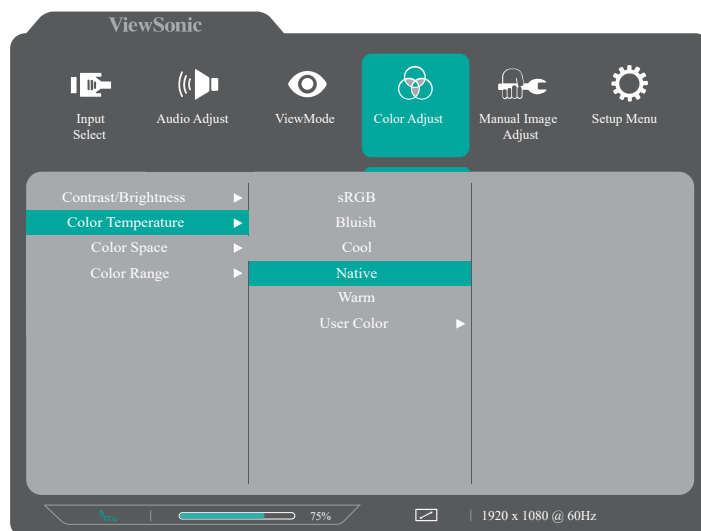 ViewSonic
Input
Select
Audio Adjust
ViewMode
Color Adjust
Manual Image
Adjust
Setup Menu
Contrast/Brightness
Color Temperature
Color Space
Color Range
sRGB
Bluish
Cool
Native
Warm
User Color
75%
1920 x 1080 @ 60Hz